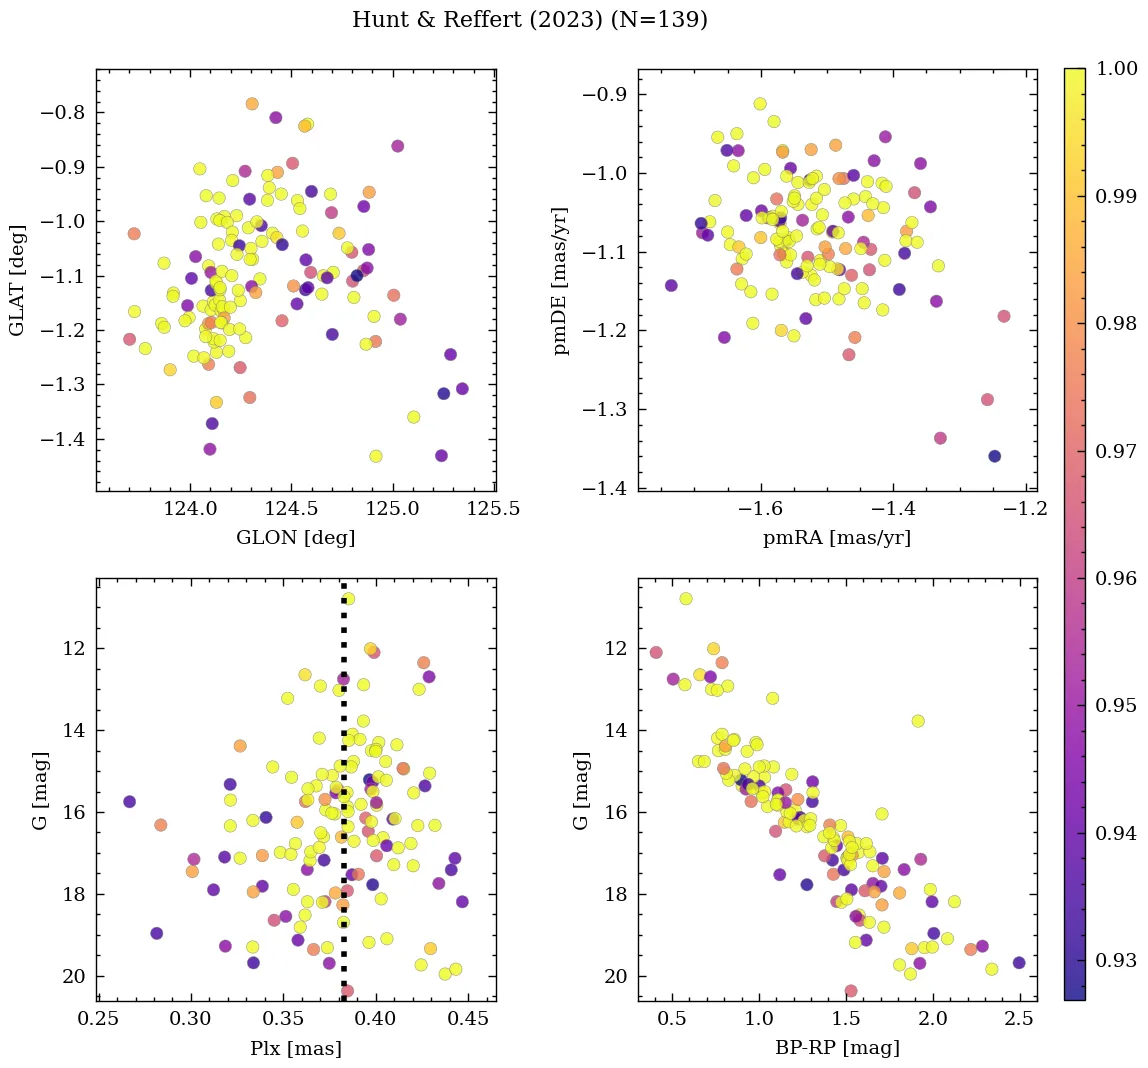 Hunt & Reffert (2023) (N=139)
−0.8
−0.9
−1.0
−1.1
−1.2
−1.3
−1.4
GLAT [deg]
124.0 124.5 125.0 125.5
GLON [deg]
−0.9
−1.0
−1.1
−1.2
−1.3
−1.4
pmDE [mas/yr]
−1.6 −1.4 −1.2
pmRA [mas/yr]
12
14
16
18
20
G [mag]
0.25 0.30 0.35 0.40 0.45
Plx [mas]
12
14
16
18
20
G [mag]
0.5 1.0 1.5 2.0 2.5
BP-RP [mag]
1.00
0.99
0.98
0.97
0.96
0.95
0.94
0.93